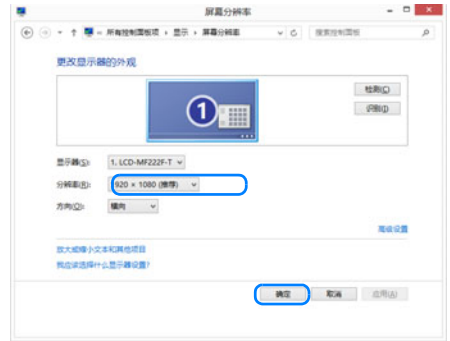 屏幕分辨率
« 所有控制面板项 › 显示 › 屏幕分辨率
搜索控制面板
更改显示器的外观
1
检测(C)
识别(I)
显示器(S): 1. LCD-MF222F-T
分辨率(R): 920 × 1080 (推荐)
方向(O): 横向
高级设置
放大或缩小文本和其他项目
我应该选择什么显示器设置?
确定 取消 应用(A)